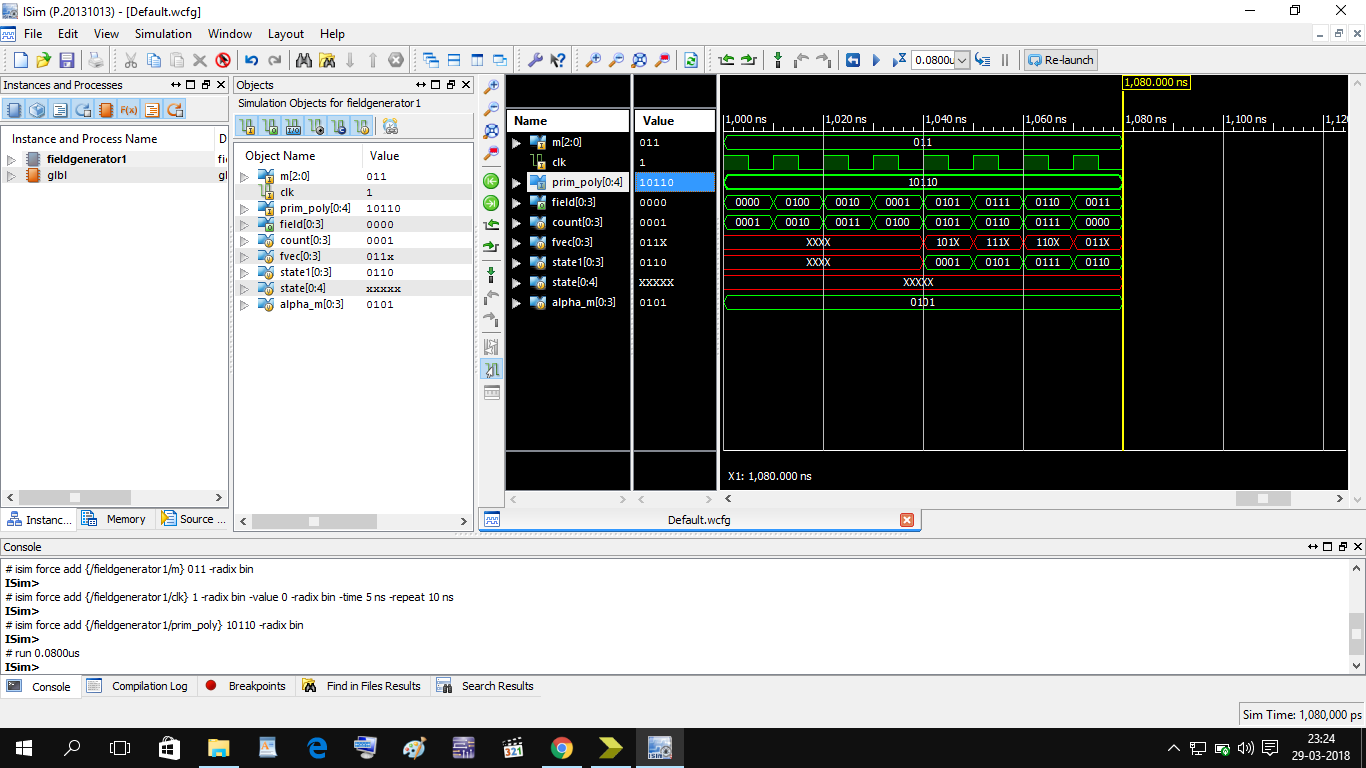 ISim (P.20131013) - [Default.wcfg]
File Edit View Simulation Window Layout Help
0.0800u
Re-launch
Instances and Processes
Instance and Process Name D
fieldgenerator1 fi
glbl gl
Instanc... Memory Source ...
Objects
Simulation Objects for fieldgenerator1
Object Name Value
m[2:0] 011
clk 1
prim_poly[0:4] 10110
field[0:3] 0000
count[0:3] 0001
fvec[0:3] 011x
state1[0:3] 0110
state[0:4] xxxxx
alpha_m[0:3] 0101
Name Value
m[2:0] 011
clk 1
prim_poly[0:4] 10110
field[0:3] 0000
count[0:3] 0001
fvec[0:3] 011X
state1[0:3] 0110
state[0:4] XXXXX
alpha_m[0:3] 0101
1,080.000 ns
1,000 ns 1,020 ns 1,040 ns 1,060 ns 1,080 ns 1,100 ns 1,120
011
10110
0000 0100 0010 0001 0101 0111 0110 0011
0001 0010 0011 0100 0101 0110 0111 0000
XXXX 101X 111X 110X 011X
XXXX 0001 0101 0111 0110
XXXXX
0101
X1: 1,080.000 ns
Default.wcfg
Console
# isim force add {/fieldgenerator1/m} 011 -radix bin
ISim>
# isim force add {/fieldgenerator1/clk} 1 -radix bin -value 0 -radix bin -time 5 ns -repeat 10 ns
ISim>
# isim force add {/fieldgenerator1/prim_poly} 10110 -radix bin
ISim>
# run 0.0800us
ISim>
Console Compilation Log Breakpoints Find in Files Results Search Results
Sim Time: 1,080,000 ps
23:24
29-03-2018